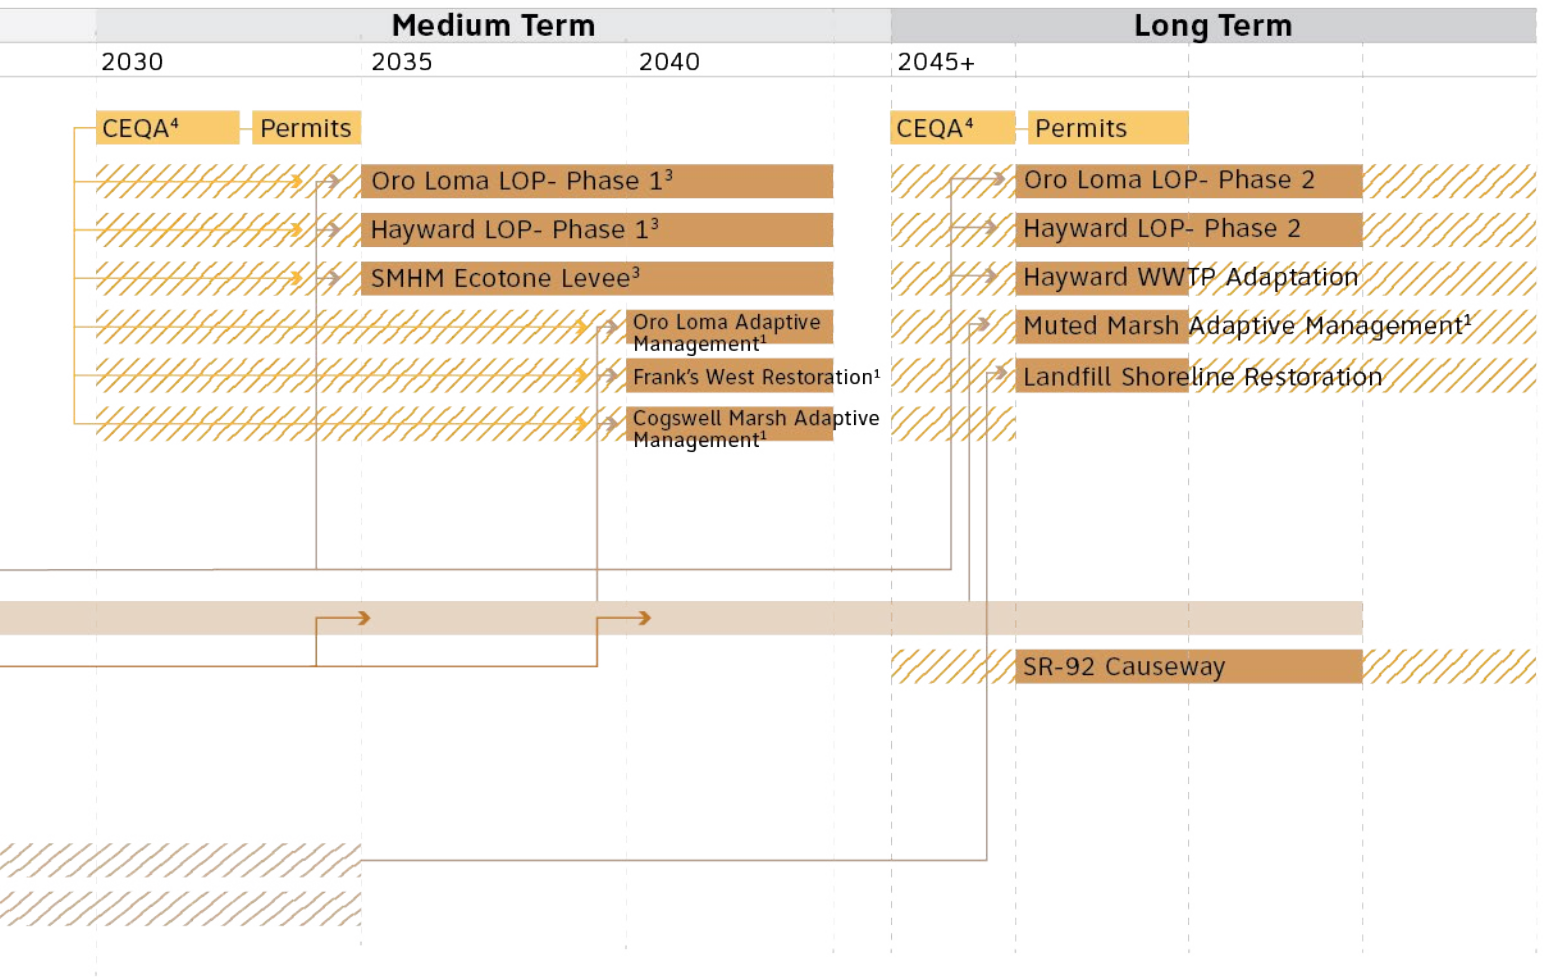 Medium Term
Long Term
2030
2035
2040
2045+
CEQA⁴
Permits
CEQA⁴
Permits
Oro Loma LOP- Phase 1³
Oro Loma LOP- Phase 2
Hayward LOP- Phase 1³
Hayward LOP- Phase 2
SMHM Ecotone Levee³
Hayward WWTP Adaptation
Oro Loma Adaptive
Management¹
Muted Marsh Adaptive Management¹
Frank's West Restoration¹
Landfill Shoreline Restoration
Cogswell Marsh Adaptive
Management¹
SR-92 Causeway